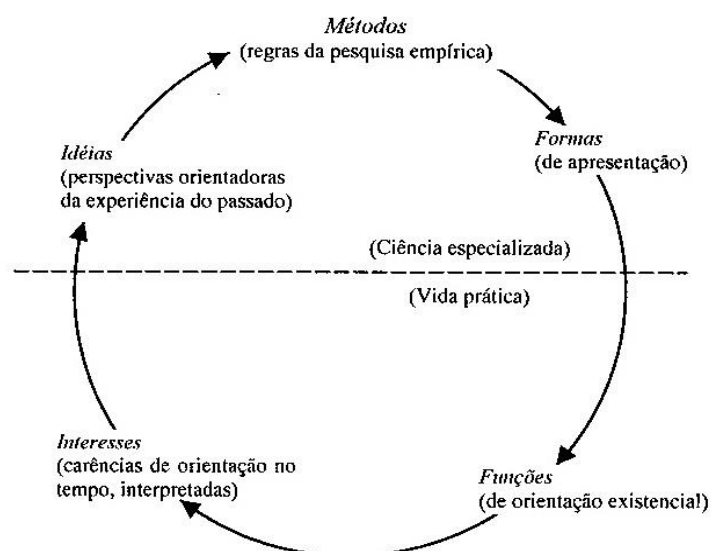 Métodos
(regras da pesquisa empírica)
Idéias
(perspectivas orientadoras
da experiência do passado)
Formas
(de apresentação)
(Ciência especializada)
(Vida prática)
Interesses
(carências de orientação no
tempo, interpretadas)
Funções
(de orientação existencial)